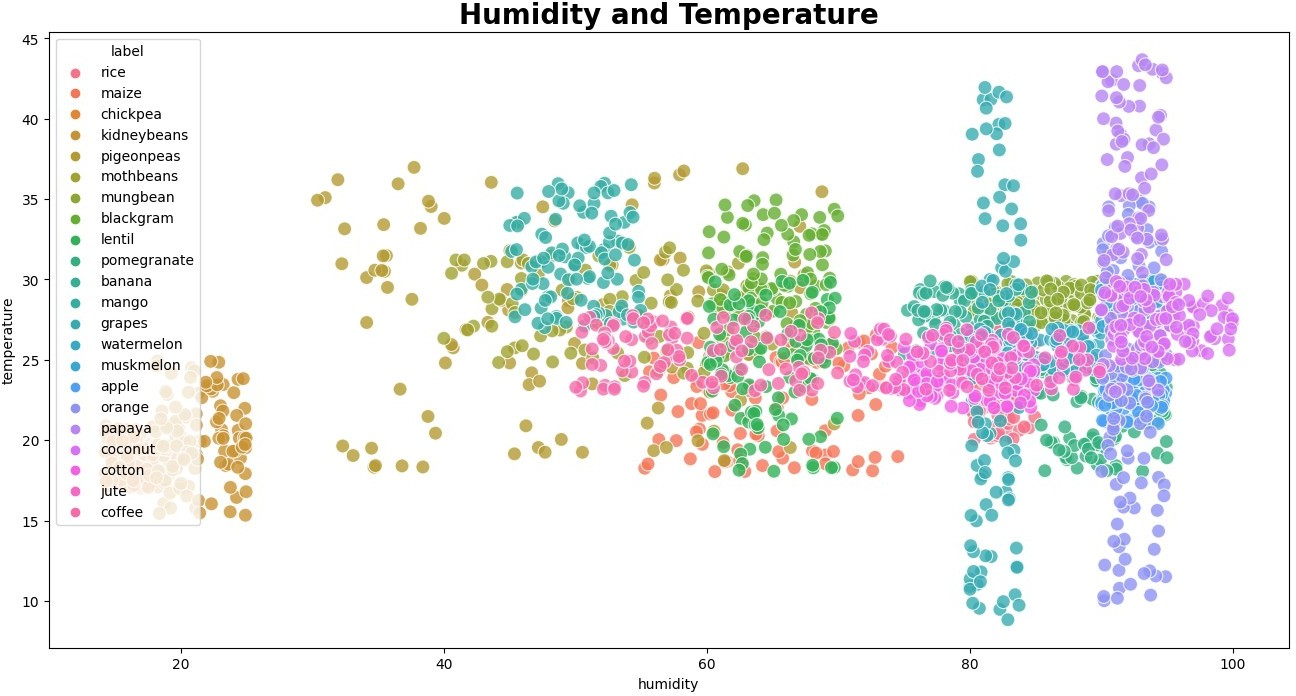 Humidity and Temperature
45
40
35
30
25
20
15
10
temperature
label
rice
maize
chickpea
kidneybeans
pigeonpeas
mothbeans
mungbean
blackgram
lentil
pomegranate
banana
mango
grapes
watermelon
muskmelon
apple
orange
papaya
coconut
cotton
jute
coffee
20 40 60 80 100
humidity